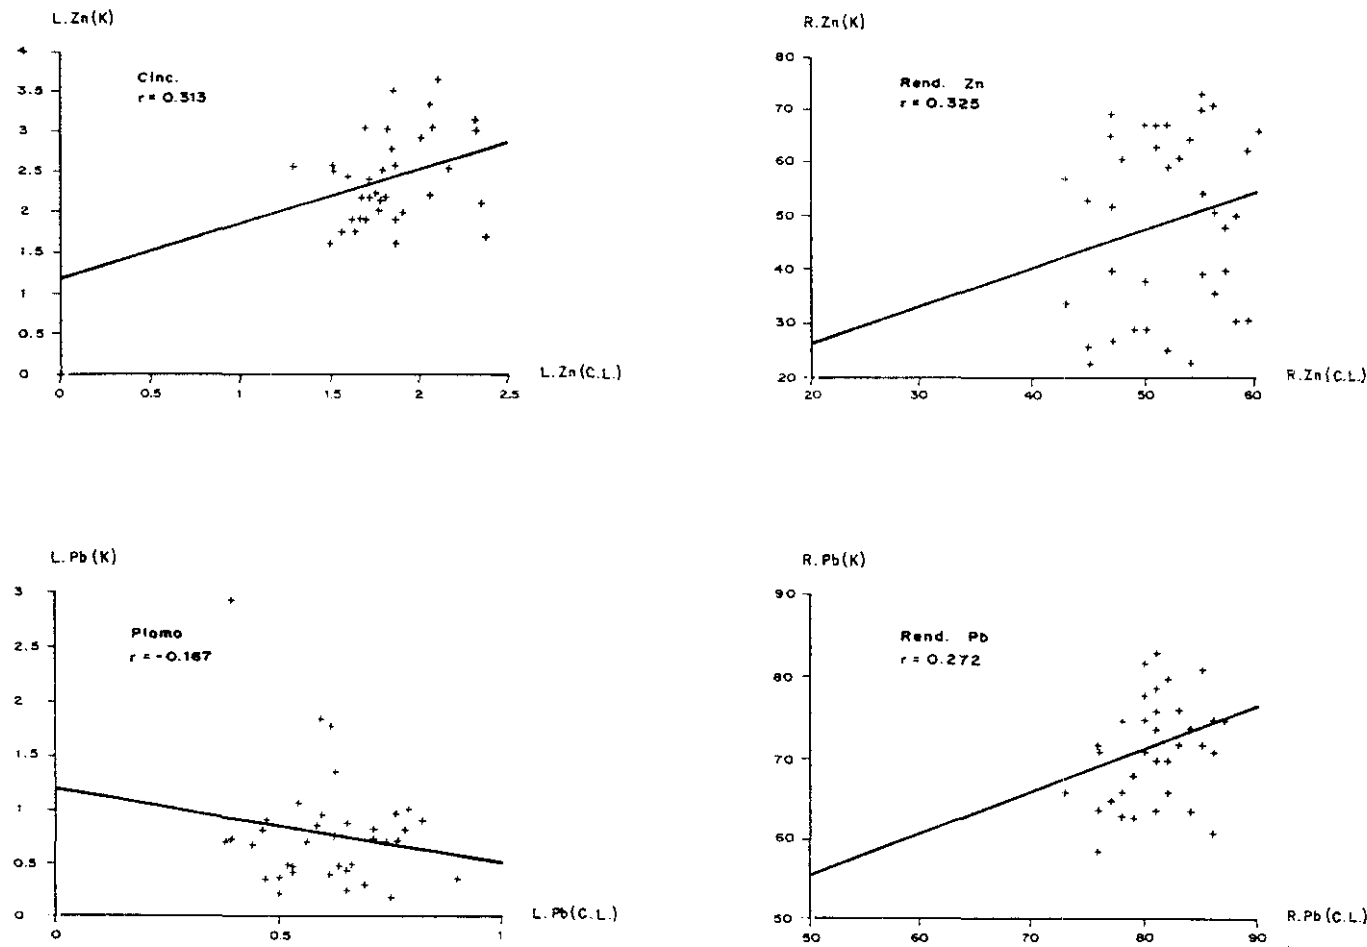 L.Zn(K)
4
3.5
3
2.5
2
1.5
1
0.5
0
Cinc.
r = 0.313
0 0.5 1 1.5 2 2.5
L.Zn(C.L.)
R.Zn(K)
80
70
60
50
40
30
20
Rend. Zn
r = 0.325
20 30 40 50 60
R.Zn(C.L.)
L.Pb(K)
3
2.5
2
1.5
1
0.5
0
Plomo
r = -0.167
0 0.5 1
L.Pb(C.L.)
R.Pb(K)
90
80
70
60
50
Rend. Pb
r = 0.272
50 60 70 80 90
R.Pb(C.L.)